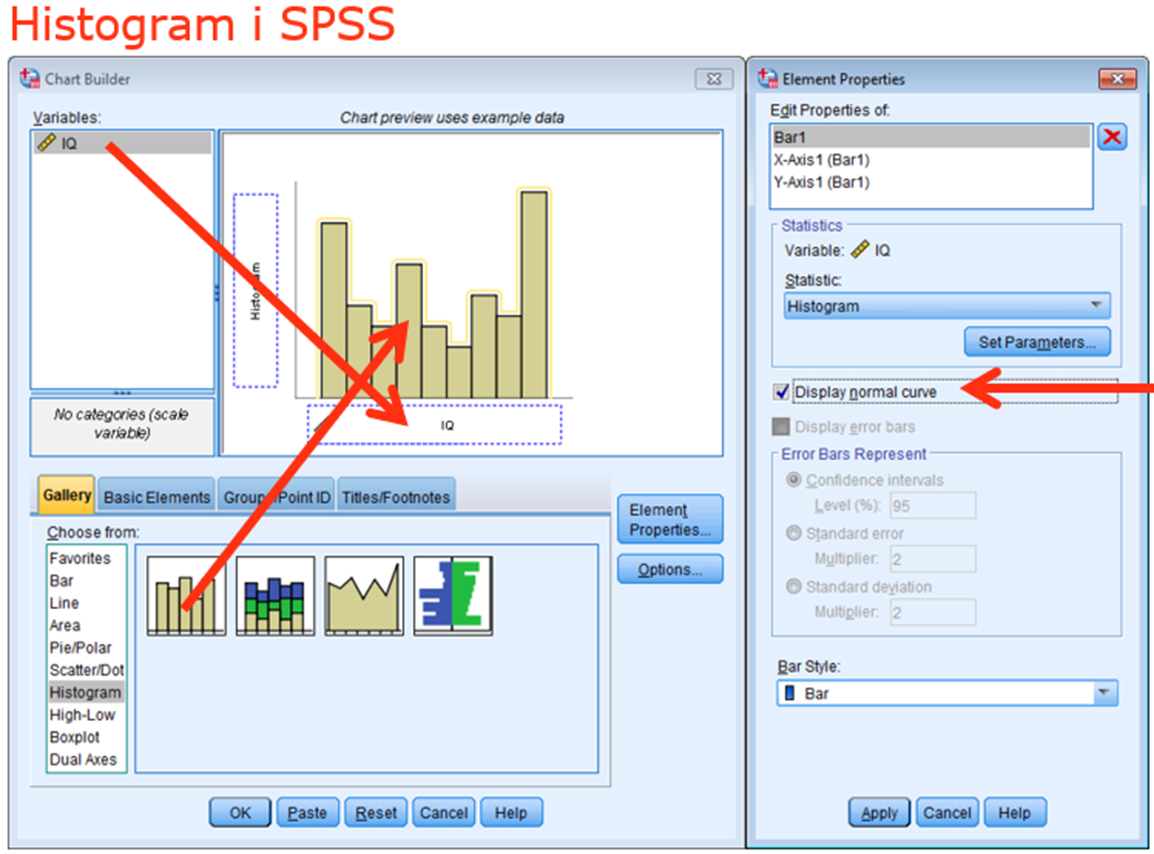 Histogram i SPSS
Chart Builder
Variables:
Chart preview uses example data
IQ
Histogram
IQ
No categories (scale
variable)
Gallery
Basic Elements
Groups/Point ID
Titles/Footnotes
Choose from:
Favorites
Bar
Line
Area
Pie/Polar
Scatter/Dot
Histogram
High-Low
Boxplot
Dual Axes
Element
Properties...
Options...
OK
Paste
Reset
Cancel
Help
Element Properties
Edit Properties of:
Bar1
X-Axis1 (Bar1)
Y-Axis1 (Bar1)
Statistics
Variable: IQ
Statistic:
Histogram
Set Parameters...
Display normal curve
Display error bars
Error Bars Represent
Confidence intervals
Level (%): 95
Standard error
Multiplier: 2
Standard deviation
Multiplier: 2
Bar Style:
Bar
Apply
Cancel
Help